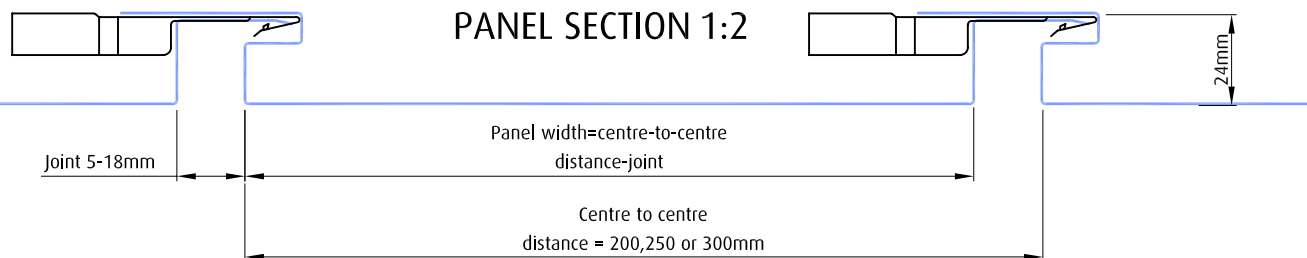 PANEL SECTION 1:2
24mm
Panel width=centre-to-centre
distance-joint
Joint 5-18mm
Centre to centre
distance = 200,250 or 300mm